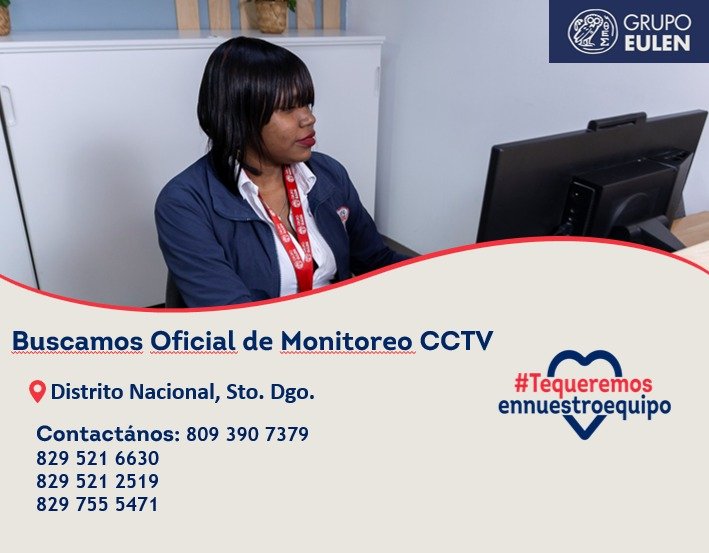 GRUPO
EULEN
Buscamos Oficial de Monitoreo CCTV
Distrito Nacional, Sto. Dgo.
Contactános: 809 390 7379
829 521 6630
829 521 2519
829 755 5471
#Tequeremos
ennuestroequipo